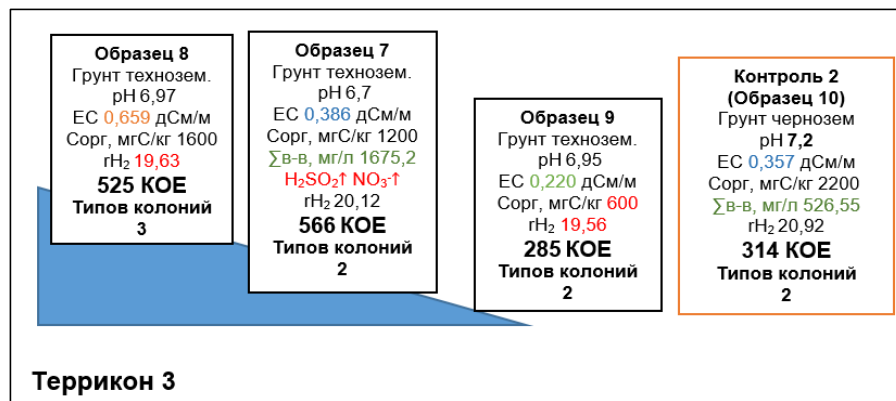 Образец 8
Грунт технозем.
pH 6,97
EC 0,659 дСм/м
Сорг, мгС/кг 1600
rH₂ 19,63
525 КОЕ
Типов колоний
3
Образец 7
Грунт технозем.
pH 6,7
EC 0,386 дСм/м
Сорг, мгС/кг 1200
∑в-в, мг/л 1675,2
H₂SO₂↑ NO₃-↑
rH₂ 20,12
566 КОЕ
Типов колоний
2
Образец 9
Грунт технозем.
pH 6,95
EC 0,220 дСм/м
Сорг, мгС/кг 600
rH₂ 19,56
285 КОЕ
Типов колоний
2
Контроль 2
(Образец 10)
Грунт чернозем
pH 7,2
EC 0,357 дСм/м
Сорг, мгС/кг 2200
∑в-в, мг/л 526,55
rH₂ 20,92
314 КОЕ
Типов колоний
2
Террикон 3